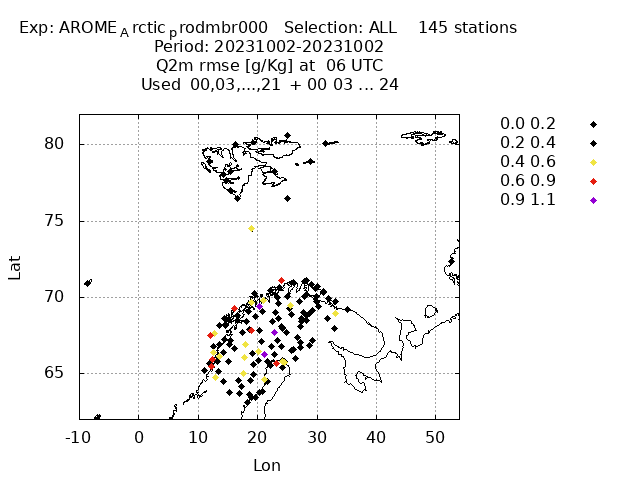 Exp: AROME_Arctic_prodmbr000   Selection: ALL    145 stations
Period: 20231002-20231002
Q2m rmse [g/Kg] at  06 UTC
Used  00,03,...,21  + 00 03 ... 24
0.0 0.2
0.2 0.4
0.4 0.6
0.6 0.9
0.9 1.1
80
75
70
65
Lat
-10 0 10 20 30 40 50
Lon